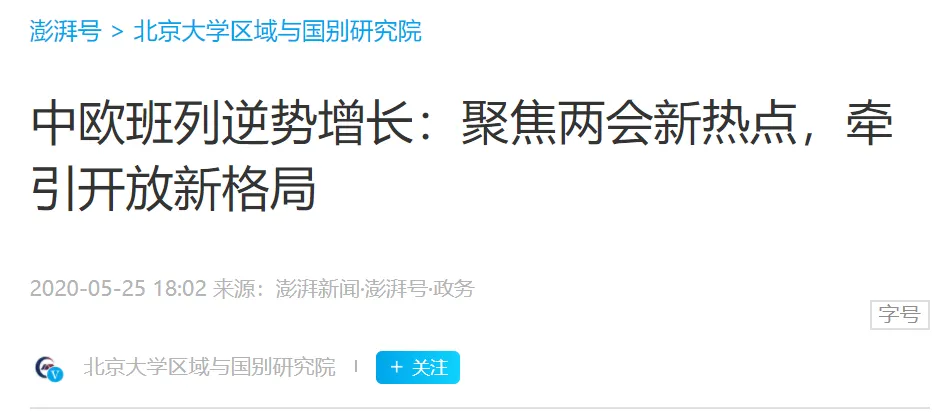 澎湃号 > 北京大学区域与国别研究院
中欧班列逆势增长：聚焦两会新热点，牵
引开放新格局
2020-05-25 18:02 来源：澎湃新闻·澎湃号·政务
字号
北京大学区域与国别研究院 | + 关注